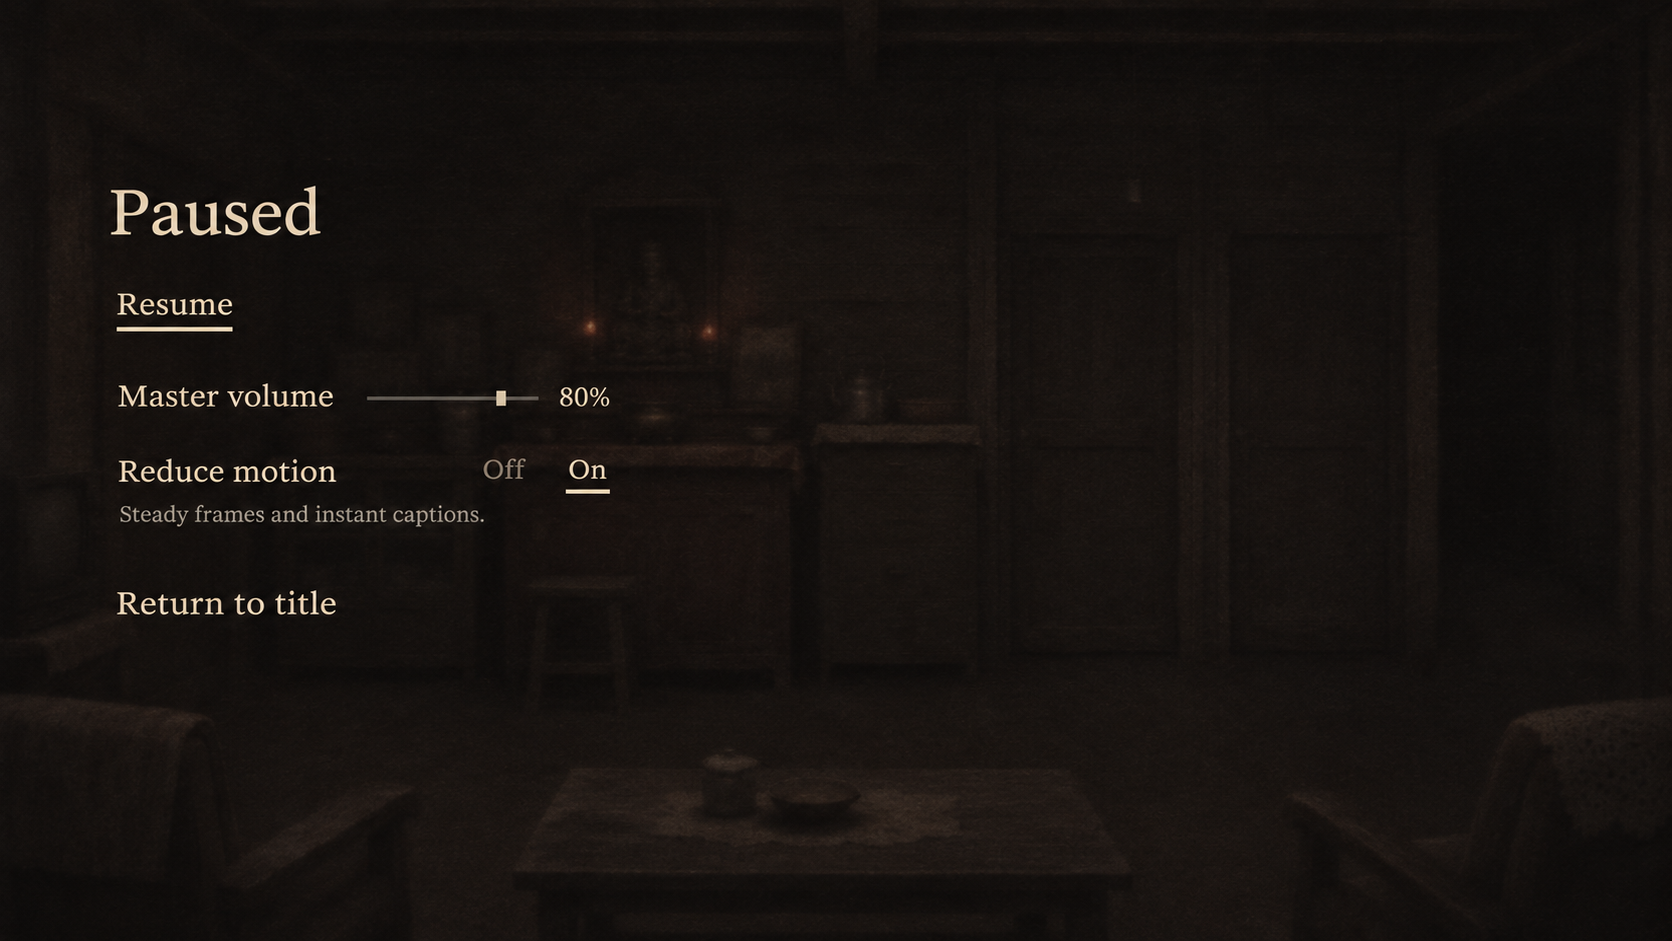 Paused
Resume
Master volume 80%
Reduce motion Off On
Steady frames and instant captions.
Return to title